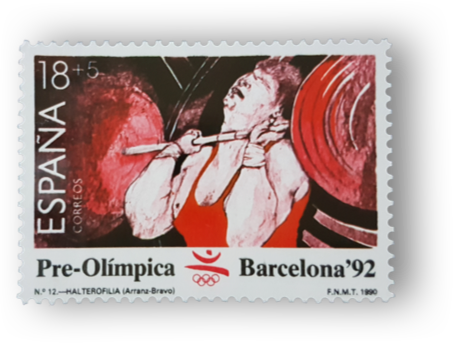 18+5
ESPAÑA
CORREOS
Pre-Olímpica Barcelona'92
N.º 12.—HALTEROFILIA (Arranz-Bravo) F.N.M.T. 1990